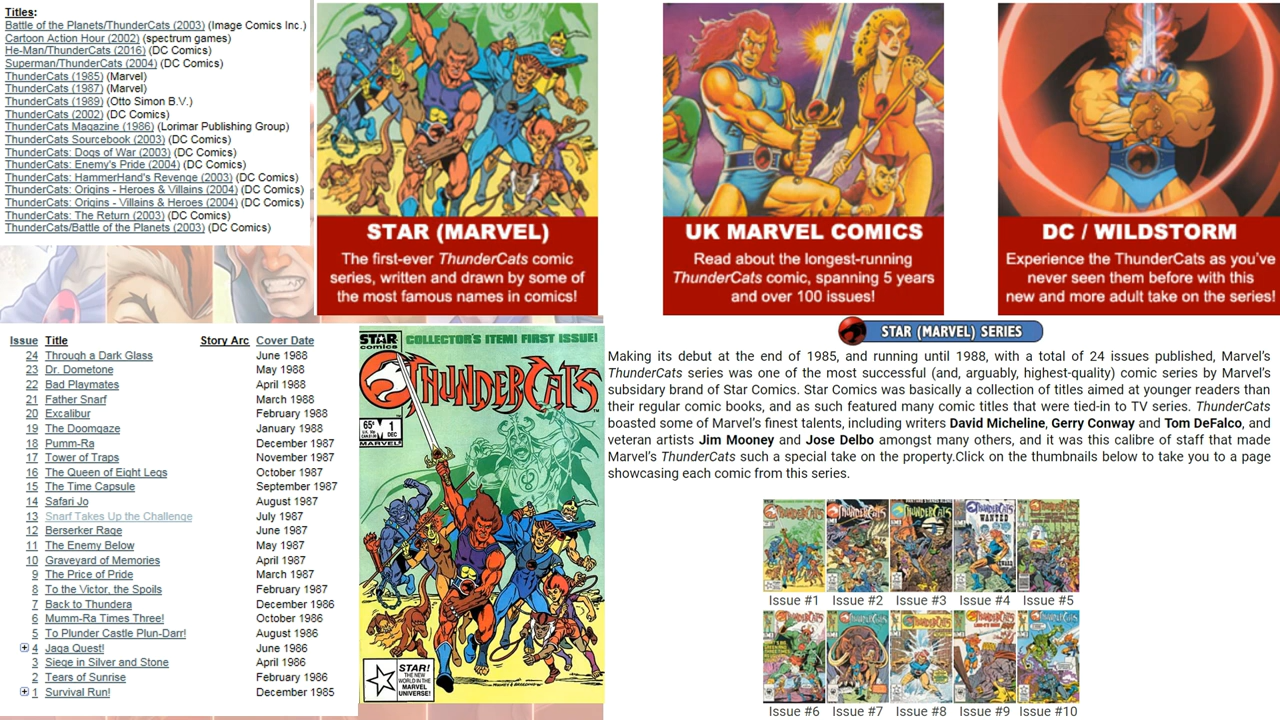 Titles:
Battle of the Planets/ThunderCats (2003) (Image Comics Inc.)
Cartoon Action Hour (2002) (spectrum games)
He-Man/ThunderCats (2016) (DC Comics)
Superman/ThunderCats (2004) (DC Comics)
ThunderCats (1985) (Marvel)
ThunderCats (1987) (Marvel)
ThunderCats (1989) (Otto Simon B.V.)
ThunderCats (2002) (DC Comics)
ThunderCats Magazine (1986) (Lorimar Publishing Group)
ThunderCats Sourcebook (2003) (DC Comics)
ThunderCats: Dogs of War (2003) (DC Comics)
ThunderCats: Enemy's Pride (2004) (DC Comics)
ThunderCats: HammerHand's Revenge (2003) (DC Comics)
ThunderCats: Origins - Heroes & Villains (2004) (DC Comics)
ThunderCats: Origins - Villains & Heroes (2004) (DC Comics)
ThunderCats: The Return (2003) (DC Comics)
ThunderCats/Battle of the Planets (2003) (DC Comics)
STAR (MARVEL)
The first-ever ThunderCats comic
series, written and drawn by some of
the most famous names in comics!
UK MARVEL COMICS
Read about the longest-running
ThunderCats comic, spanning 5 years
and over 100 issues!
DC / WILDSTORM
Experience the ThunderCats as you've
never seen them before with this
new and more adult take on the series!
Issue Title Story Arc Cover Date
24 Through a Dark Glass June 1988
23 Dr. Dometone May 1988
22 Bad Playmates April 1988
21 Father Snarf March 1988
20 Excalibur February 1988
19 The Doomgaze January 1988
18 Pumm-Ra December 1987
17 Tower of Traps November 1987
16 The Queen of Eight Legs October 1987
15 The Time Capsule September 1987
14 Safari Jo August 1987
13 Snarf Takes Up the Challenge July 1987
12 Berserker Rage June 1987
11 The Enemy Below May 1987
10 Graveyard of Memories April 1987
9 The Price of Pride March 1987
8 To the Victor, the Spoils February 1987
7 Back to Thundera December 1986
6 Mumm-Ra Times Three! October 1986
5 To Plunder Castle Plun-Darr! August 1986
4 Jaga Quest! June 1986
3 Siege in Silver and Stone April 1986
2 Tears of Sunrise February 1986
1 Survival Run! December 1985
STAR COMICS
COLLECTOR'S ITEM! FIRST ISSUE!
THUNDERCATS
65¢
1
DEC
MARVEL
STAR!
THE NEW
WORLD IN THE
MARVEL
UNIVERSE!
STAR (MARVEL) SERIES
Making its debut at the end of 1985, and running until 1988, with a total of 24 issues published, Marvel's
ThunderCats series was one of the most successful (and, arguably, highest-quality) comic series by Marvel's
subsidary brand of Star Comics. Star Comics was basically a collection of titles aimed at younger readers than
their regular comic books, and as such featured many comic titles that were tied-in to TV series. ThunderCats
boasted some of Marvel's finest talents, including writers David Micheline, Gerry Conway and Tom DeFalco, and
veteran artists Jim Mooney and Jose Delbo amongst many others, and it was this calibre of staff that made
Marvel's ThunderCats such a special take on the property.Click on the thumbnails below to take you to a page
showcasing each comic from this series.
THUNDERCATS THUNDERCATS THUNDERCATS THUNDERCATS THUNDERCATS
WANTED
Issue #1 Issue #2 Issue #3 Issue #4 Issue #5
THUNDERCATS THUNDERCATS THUNDERCATS THUNDERCATS THUNDERCATS
Issue #6 Issue #7 Issue #8 Issue #9 Issue #10